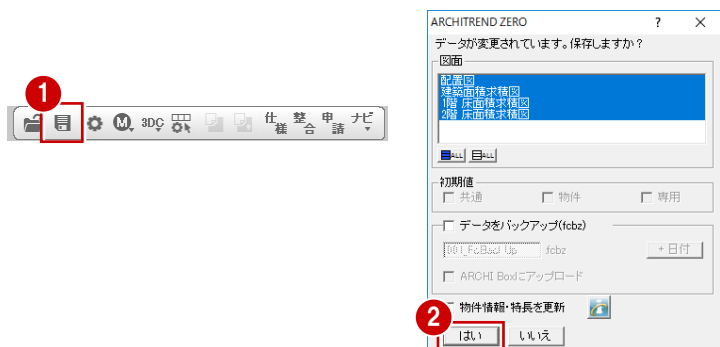 1
M
3DC
仕様
整合
申請
ナビ
ARCHITREND ZERO
?
データが変更されています。保存しますか?
図面
配置図
建築面積求積図
1階 床面積求積図
2階 床面積求積図
ALL
ALL
初期値
共通
物件
専用
データをバックアップ(fcbz)
fcbz
+日付
ARCHI Boxにアップロード
物件情報・特長を更新
2
はい
いいえ